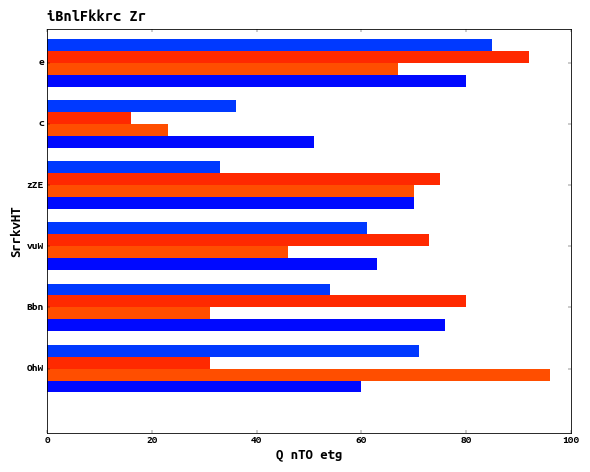 iBnlFkkrc Zr
e
c
zZE
vuW
Bbn
OhW
SrrkvHT
0 20 40 60 80 100
Q nTO etg